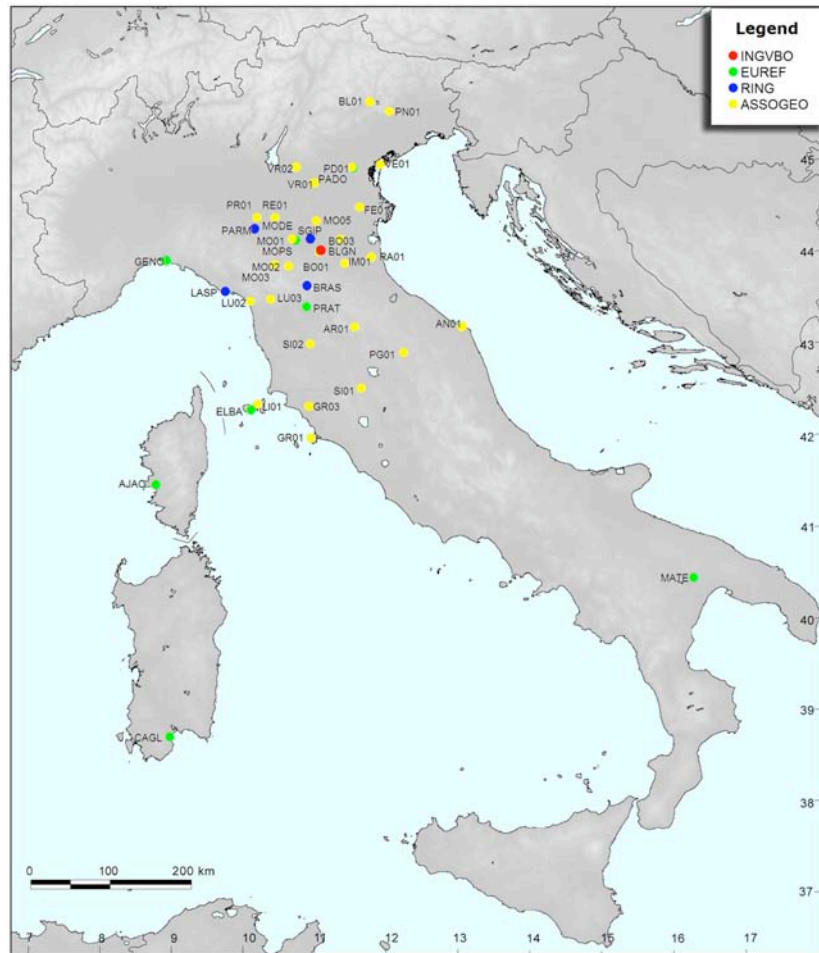 Legend
INGVBO
EUREF
RING
ASSOGEO
BL01
PN01
VR02
PD01
VE01
VR01
PADO
PR01
RE01
FE01
PARM
MODE
SGIP
MO05
MO01
BO03
MOPS
BLGN
GENO
MO02
BO01
IM01
RA01
MO03
BRAS
LASP
LU02
LU03
PRAT
AR01
AN01
SI02
PG01
SI01
ELBA
LI01
GR03
GR01
AJAC
MATE
CAGL
45
44
43
42
41
40
39
38
37
0 100 200 km
7 8 9 10 11 12 13 14 15 16 17